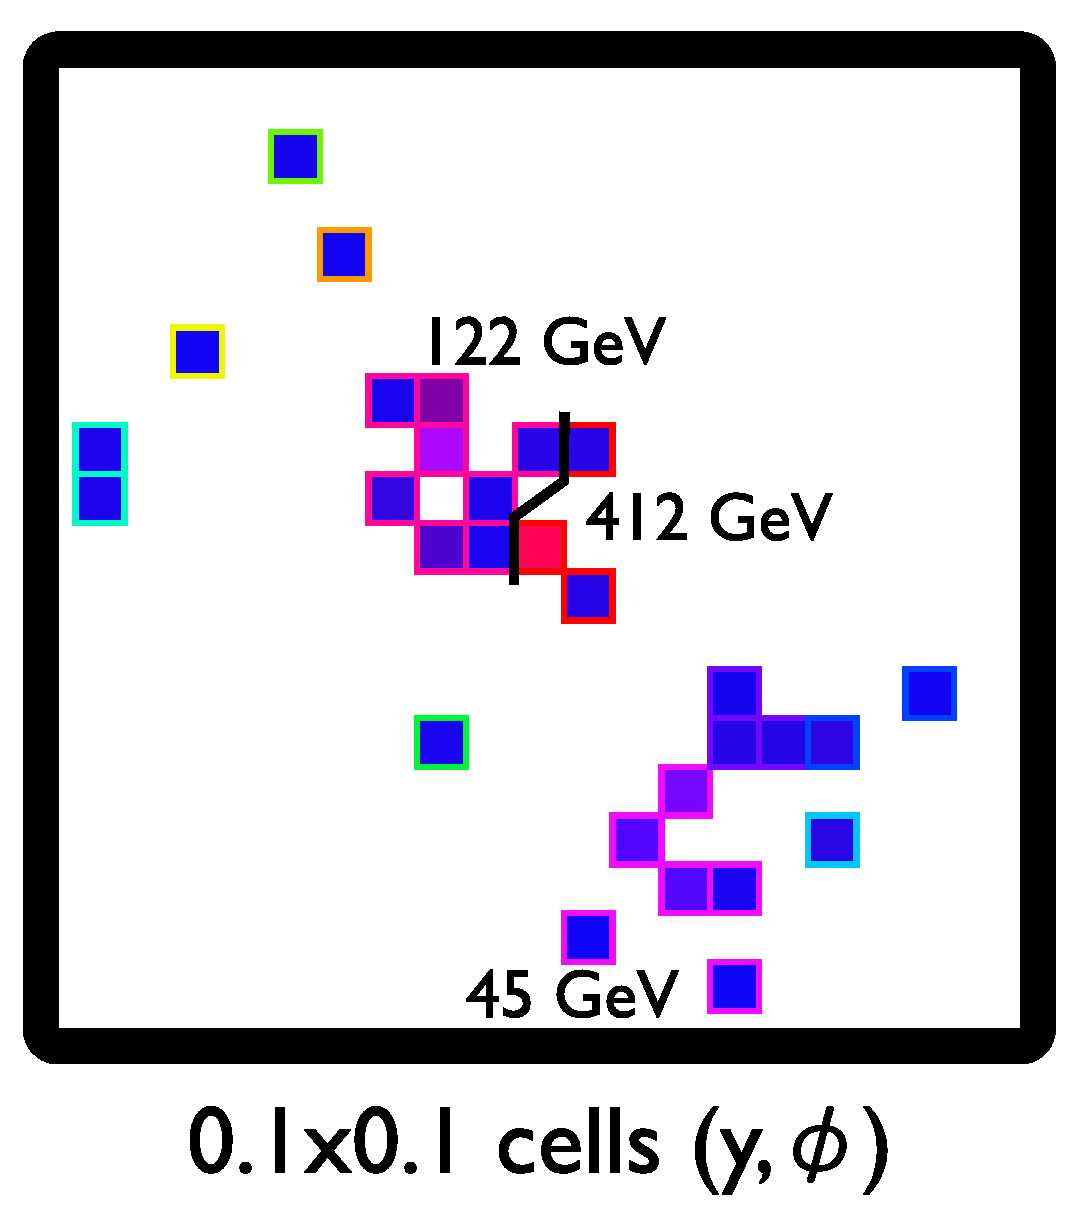 122 GeV
412 GeV
45 GeV
0.1x0.1 cells (y, ϕ)